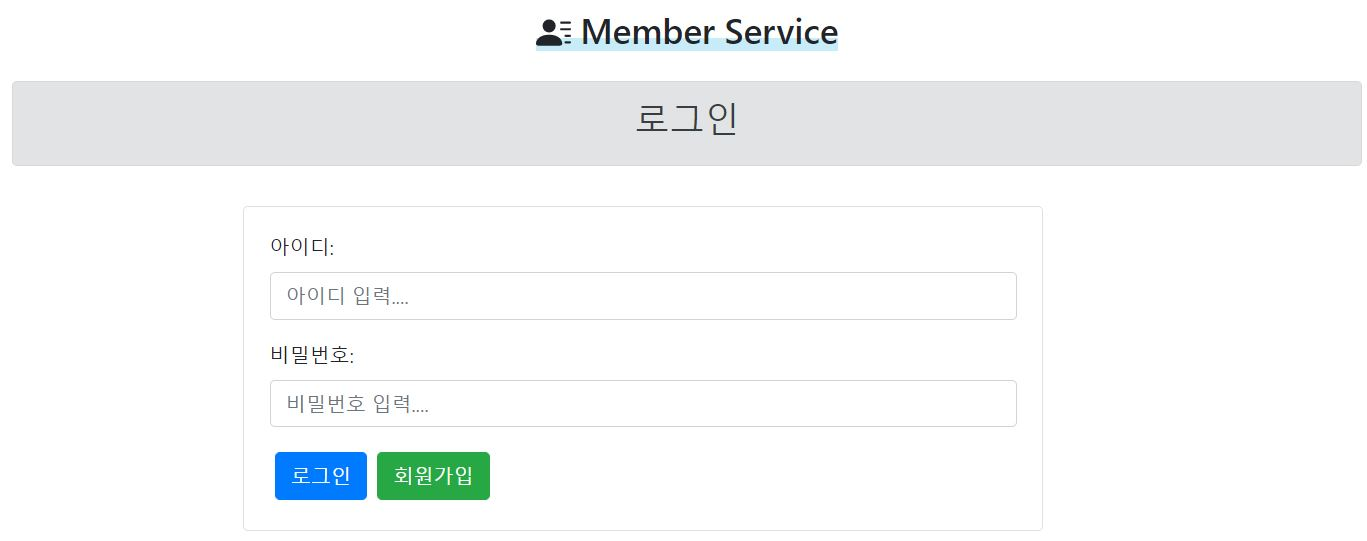 Member Service
로그인
아이디:
아이디 입력....
비밀번호:
비밀번호 입력....
로그인 회원가입